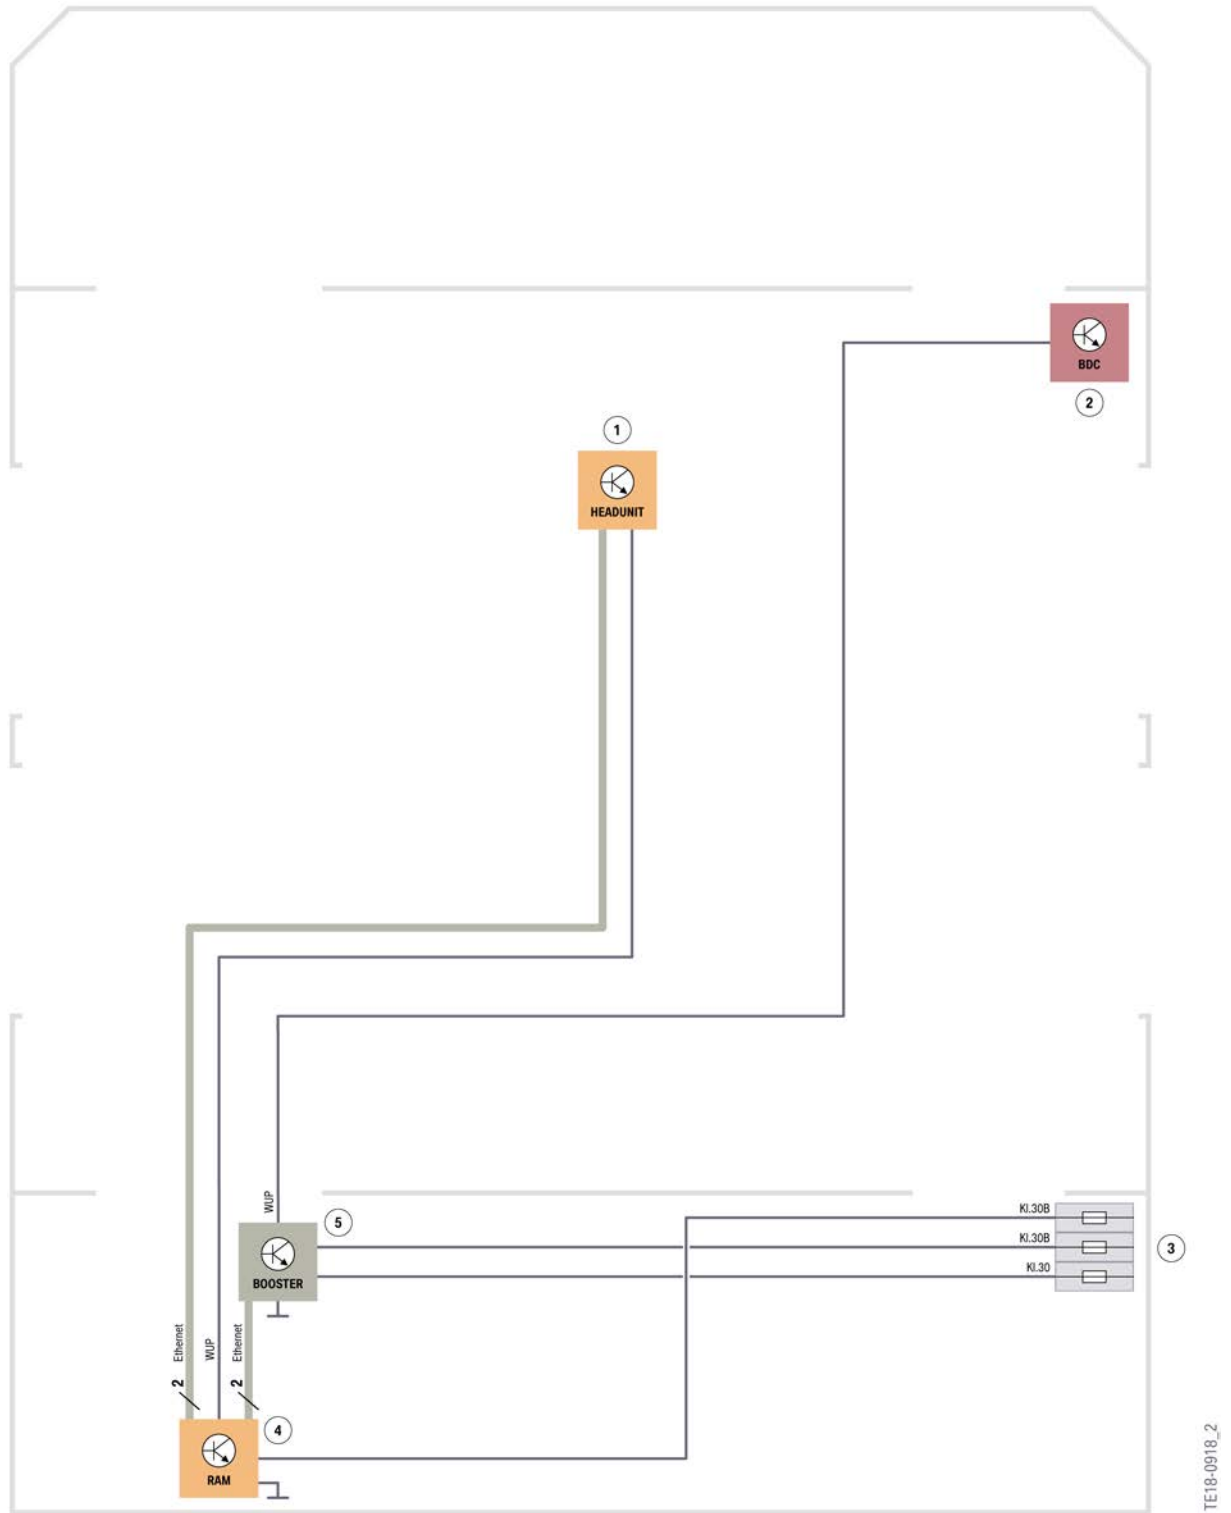 BDC
2
1
HEADUNIT
WUP
5
Kl.30B
Kl.30B
3
Kl.30
BOOSTER
Ethernet
WUP
Ethernet
2
2
4
RAM
TE18-0918_2